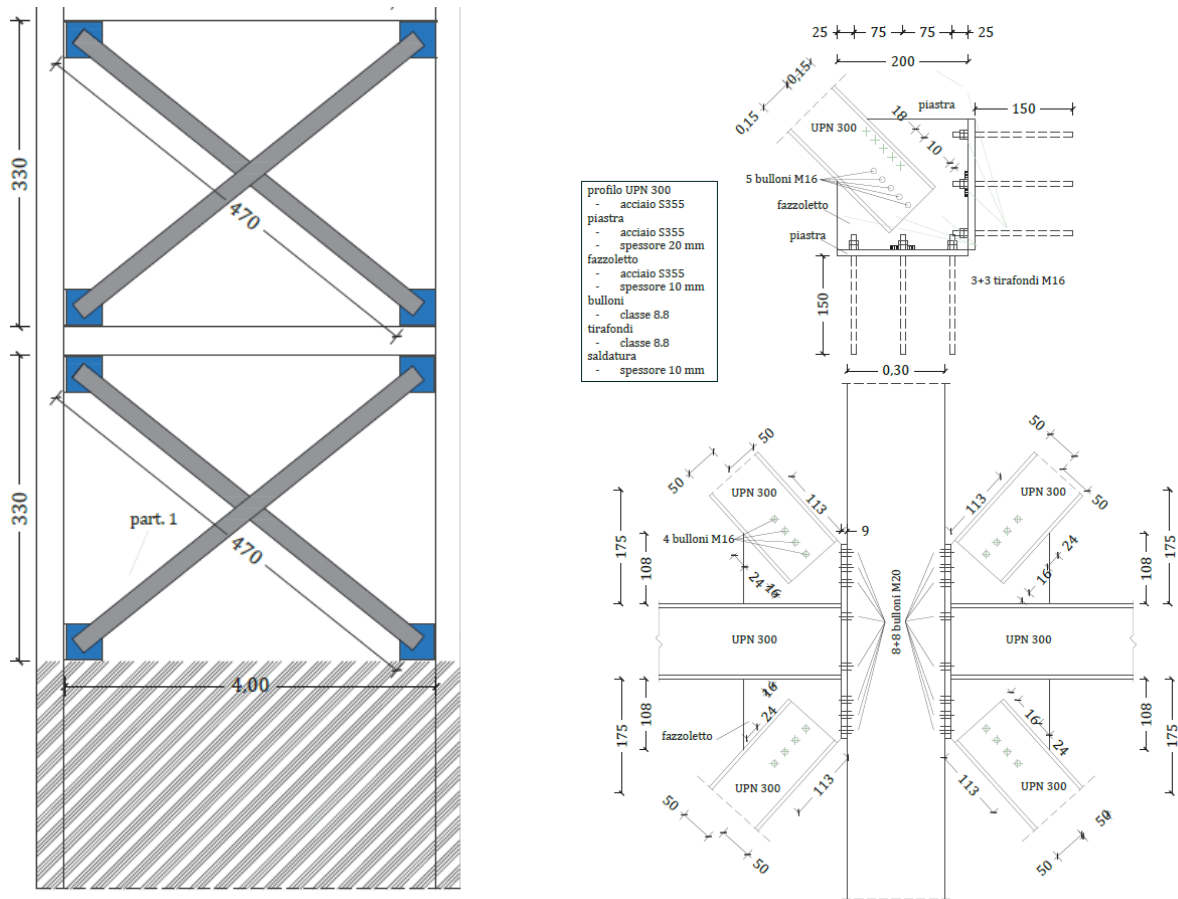 330
470
330
part. 1
470
4,00
25
75
75
25
200
0,15
0,15
piastra
150
UPN 300
18
10
5 bulloni M16
fazzoletto
piastra
3+3 tirafondi M16
150
profilo UPN 300
- acciaio S355
piastra
- acciaio S355
- spessore 20 mm
fazzoletto
- acciaio S355
- spessore 10 mm
bulloni
- classe 8.8
tirafondi
- classe 8.8
saldatura
- spessore 10 mm
0,30
50
50
UPN 300
113
4 bulloni M16
9
175
108
24
16
50
50
UPN 300
113
24
16
108
175
UPN 300
8+8 bulloni M20
UPN 300
16
24
fazzoletto
175
108
UPN 300
113
50
50
16
24
108
175
UPN 300
113
50
50